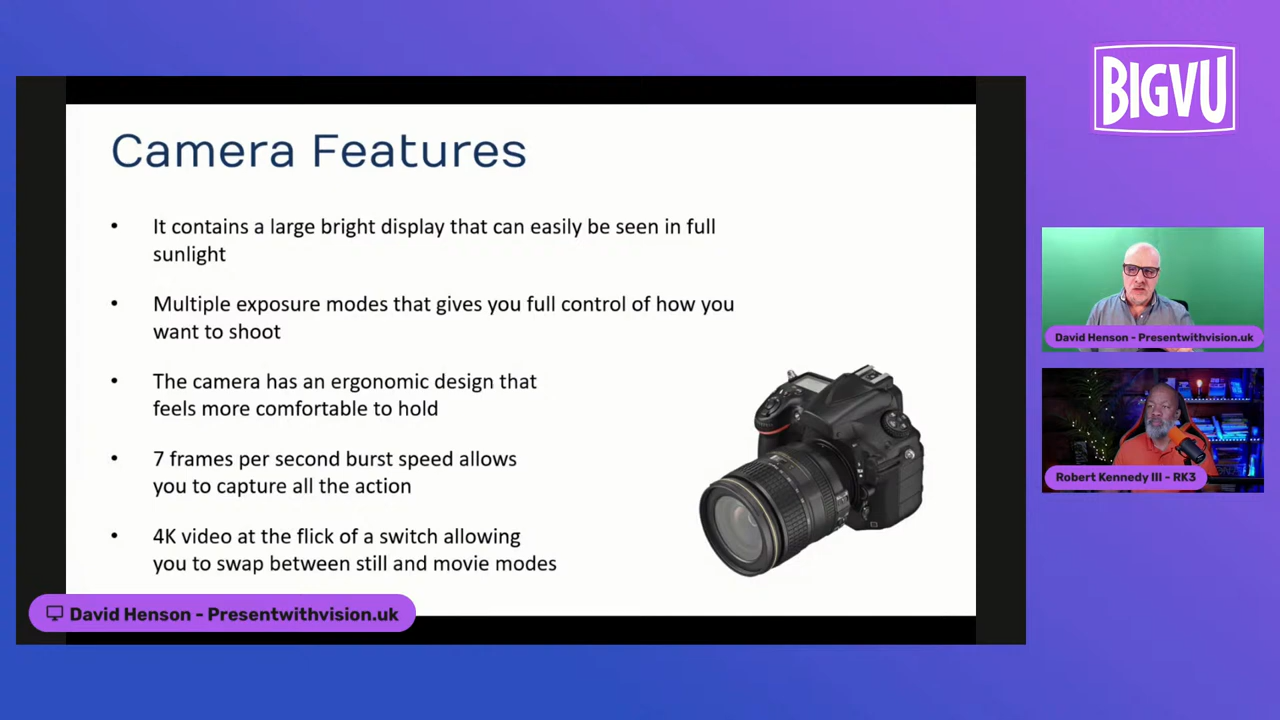 BIGVU
Camera Features
• It contains a large bright display that can easily be seen in full
sunlight
• Multiple exposure modes that gives you full control of how you
want to shoot
• The camera has an ergonomic design that
feels more comfortable to hold
• 7 frames per second burst speed allows
you to capture all the action
• 4K video at the flick of a switch allowing
you to swap between still and movie modes
David Henson - Presentwithvision.uk
David Henson - Presentwithvision.uk
Robert Kennedy III - RK3